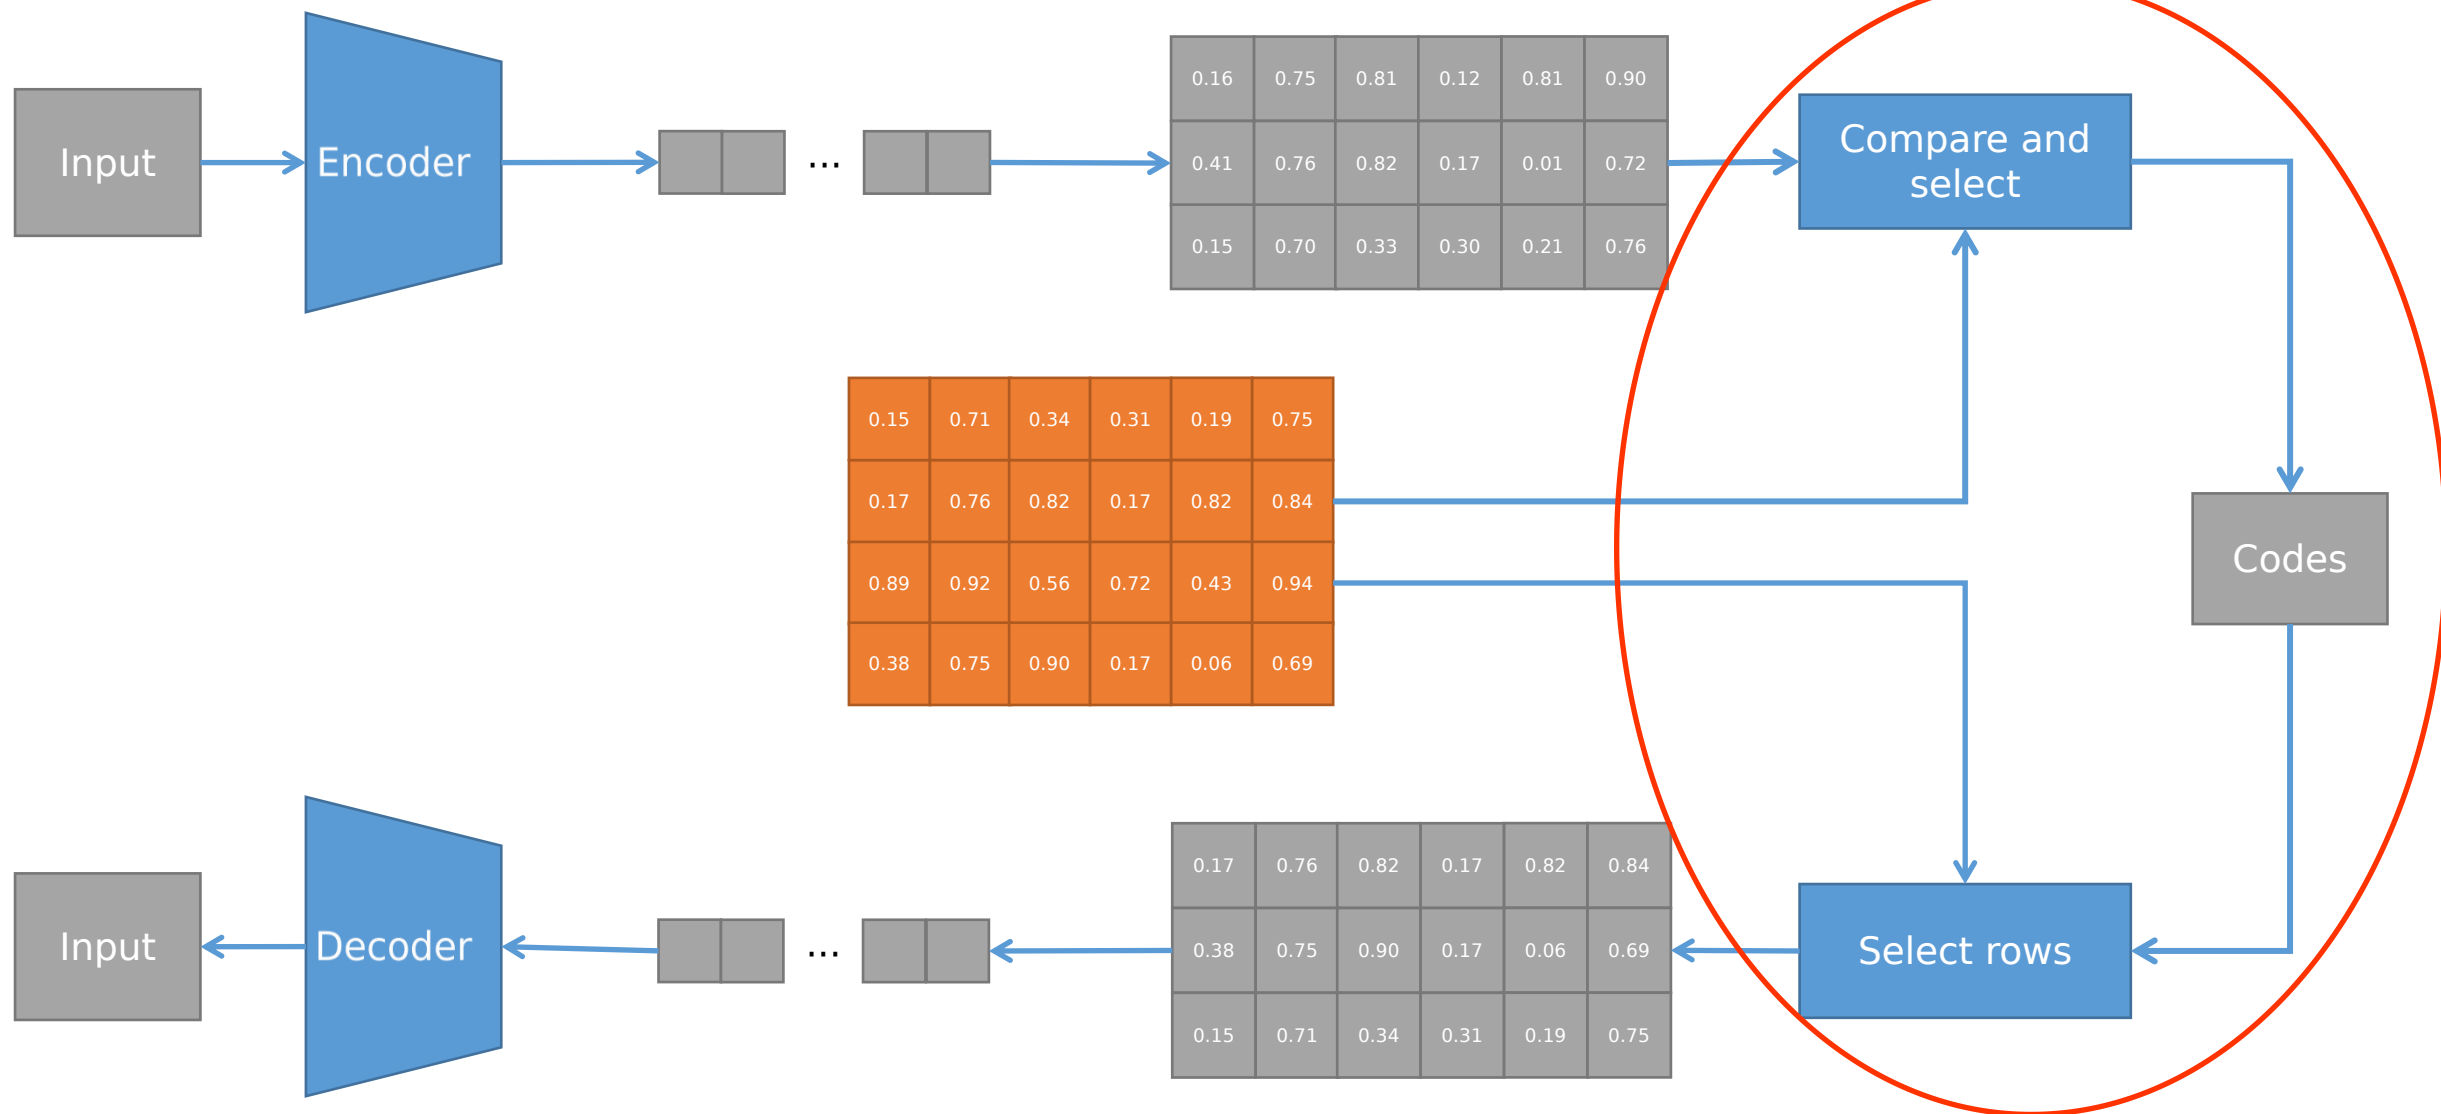 Input
Encoder
...
0.16 0.75 0.81 0.12 0.81 0.90
0.41 0.76 0.82 0.17 0.01 0.72
0.15 0.70 0.33 0.30 0.21 0.76
Compare and
select
0.15 0.71 0.34 0.31 0.19 0.75
0.17 0.76 0.82 0.17 0.82 0.84
0.89 0.92 0.56 0.72 0.43 0.94
0.38 0.75 0.90 0.17 0.06 0.69
Codes
Input
Decoder
...
0.17 0.76 0.82 0.17 0.82 0.84
0.38 0.75 0.90 0.17 0.06 0.69
0.15 0.71 0.34 0.31 0.19 0.75
Select rows